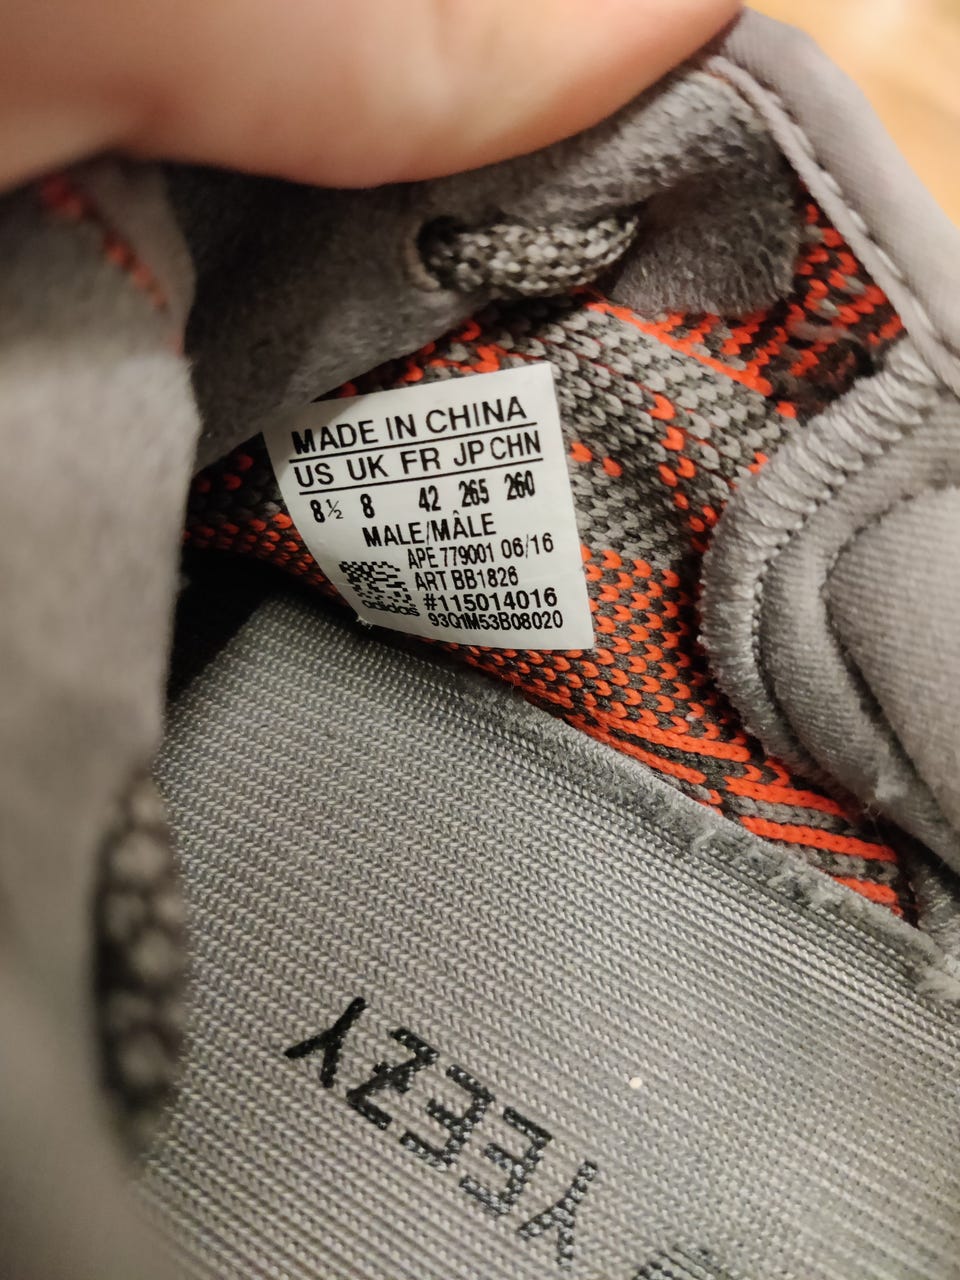 MADE IN CHINA
US UK FR JP CHN
8½ 8 42 265 260
MALE/MÂLE
APE 779001 06/16
ART BB1826
adidas #115014016
93Q1M53B08020
YEEZY